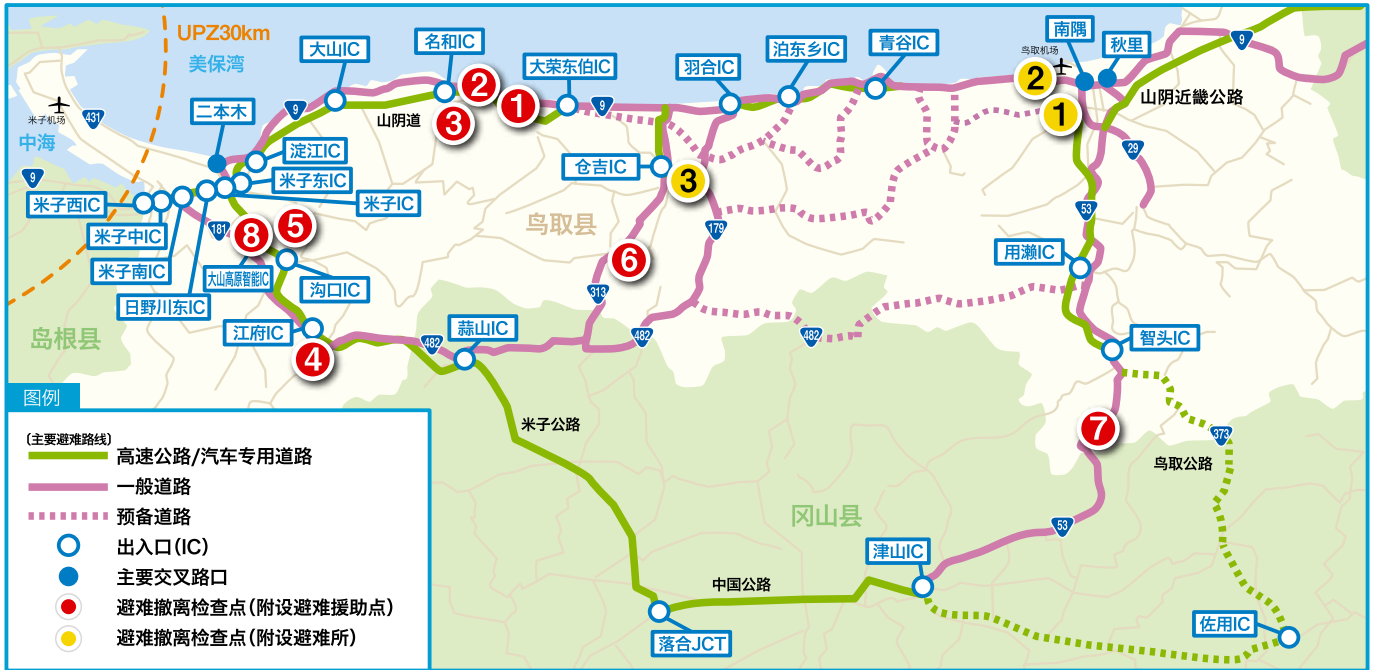 UPZ30km
美保湾
大山IC
名和IC
2
1
大荣东伯IC
羽合IC
泊东乡IC
青谷IC
鸟取机场
南隅
秋里
9
2
1
山阴近畿公路
米子机场
431
中海
9
二本木
9
山阴道
3
9
淀江IC
米子东IC
米子IC
米子西IC
米子中IC
米子南IC
日野川东IC
181
8
5
大山高原智能IC
沟口IC
仓吉IC
3
鸟取县
179
6
313
29
53
用濑IC
岛根县
江府IC
4
482
蒜山IC
482
482
智头IC
米子公路
7
373
鸟取公路
冈山县
53
津山IC
中国公路
落合JCT
佐用IC
图例
(主要避难路线)
高速公路/汽车专用道路
一般道路
预备道路
出入口(IC)
主要交叉路口
避难撤离检查点(附设避难援助点)
避难撤离检查点(附设避难所)